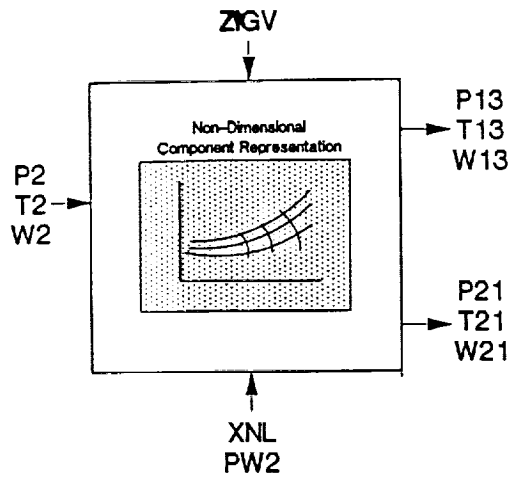 ZIGV
Non-Dimensional
Component Representation
P2
T2
W2
P13
T13
W13
P21
T21
W21
XNL
PW2